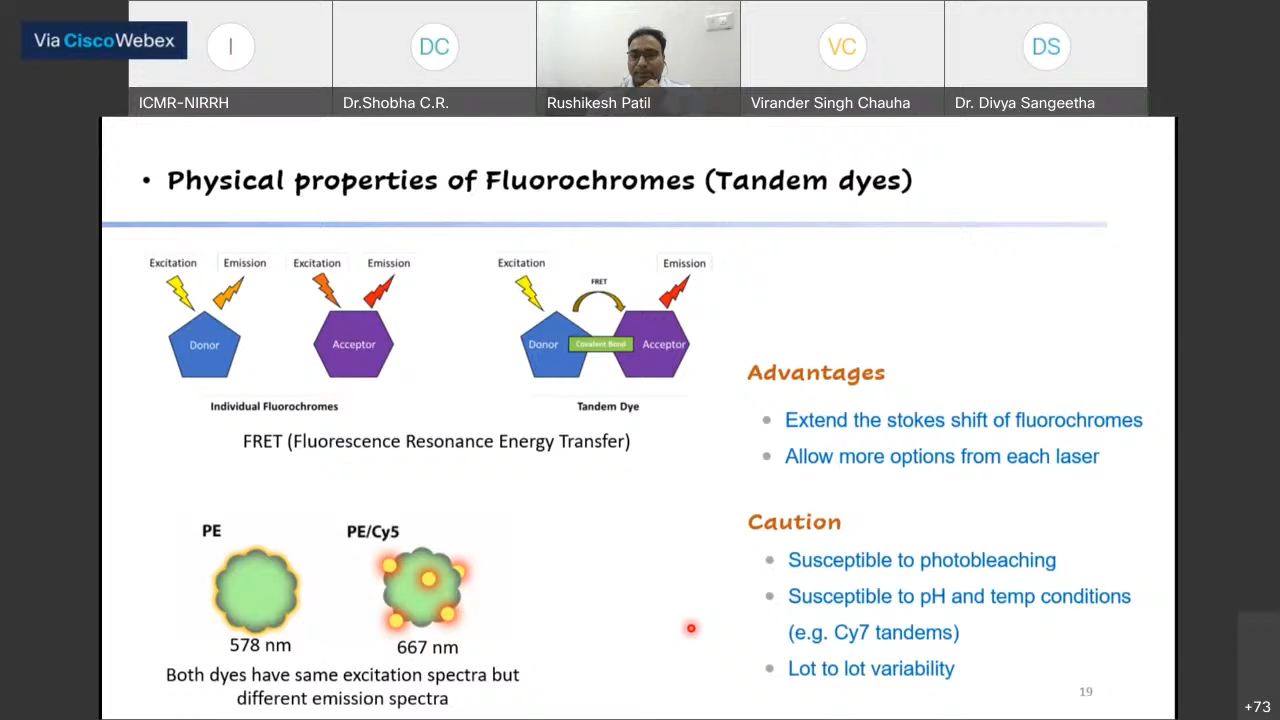 Via CiscoWebex
I
DC
VC
DS
ICMR-NIRRH
Dr.Shobha C.R.
Rushikesh Patil
Virander Singh Chauha
Dr. Divya Sangeetha
• Physical properties of Fluorochromes (Tandem dyes)
Excitation Emission Excitation Emission
Excitation Emission
FRET
Donor
Acceptor
Donor Covalent Bond Acceptor
Individual Fluorochromes
Tandem Dye
FRET (Fluorescence Resonance Energy Transfer)
Advantages
Extend the stokes shift of fluorochromes
Allow more options from each laser
PE
PE/Cy5
578 nm
667 nm
Both dyes have same excitation spectra but
different emission spectra
Caution
Susceptible to photobleaching
Susceptible to pH and temp conditions
(e.g. Cy7 tandems)
Lot to lot variability
19
+73